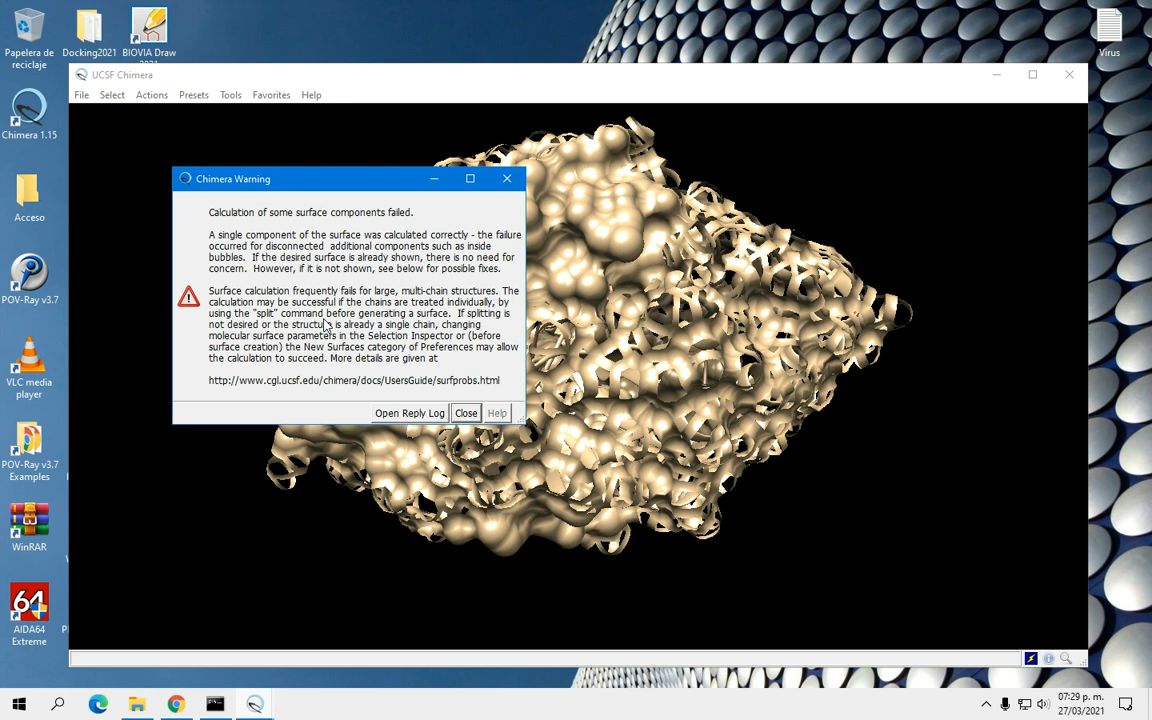 Papelera de
reciclaje
Docking2021
BIOVIA Draw
Virus
UCSF Chimera
File Select Actions Presets Tools Favorites Help
Chimera 1.15
Chimera Warning
Calculation of some surface components failed.
A single component of the surface was calculated correctly - the failure
occurred for disconnected additional components such as inside
bubbles. If the desired surface is already shown, there is no need for
concern. However, if it is not shown, see below for possible fixes.
Surface calculation frequently fails for large, multi-chain structures. The
calculation may be successful if the chains are treated individually, by
using the "split" command before generating a surface. If splitting is
not desired or the structure is already a single chain, changing
molecular surface parameters in the Selection Inspector or (before
surface creation) the New Surfaces category of Preferences may allow
the calculation to succeed. More details are given at
http://www.cgl.ucsf.edu/chimera/docs/UsersGuide/surfprobs.html
Open Reply Log Close Help
Acceso
POV-Ray v3.7
VLC media
player
POV-Ray v3.7
Examples
WinRAR
64
AIDA64
Extreme
07:29 p. m.
27/03/2021